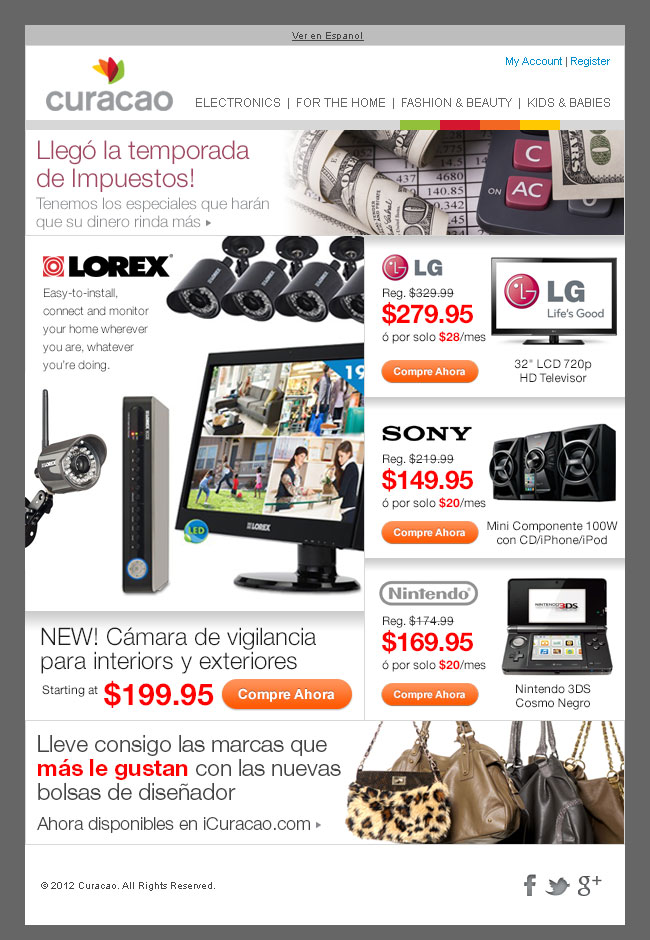 Ver en Espanol
My Account | Register
curacao
ELECTRONICS | FOR THE HOME | FASHION & BEAUTY | KIDS & BABIES
Llegó la temporada
de Impuestos!
Tenemos los especiales que harán
que su dinero rinda más
C
ON AC
LOREX
Easy-to-install,
connect and monitor
your home wherever
you are, whatever
you're doing.
19
LED
LOREX
NEW! Cámara de vigilancia
para interiors y exteriores
Starting at $199.95 Compre Ahora
LG
Reg. $329.99
$279.95
ó por solo $28/mes
Compre Ahora
LG
Life's Good
32" LCD 720p
HD Televisor
SONY
Reg. $219.99
$149.95
ó por solo $20/mes
Compre Ahora
Mini Componente 100W
con CD/iPhone/iPod
Nintendo
Reg. $174.99
$169.95
ó por solo $20/mes
Compre Ahora
NINTENDO3DS
Nintendo 3DS
Cosmo Negro
Lleve consigo las marcas que
más le gustan con las nuevas
bolsas de diseñador
Ahora disponibles en iCuracao.com
© 2012 Curacao. All Rights Reserved.